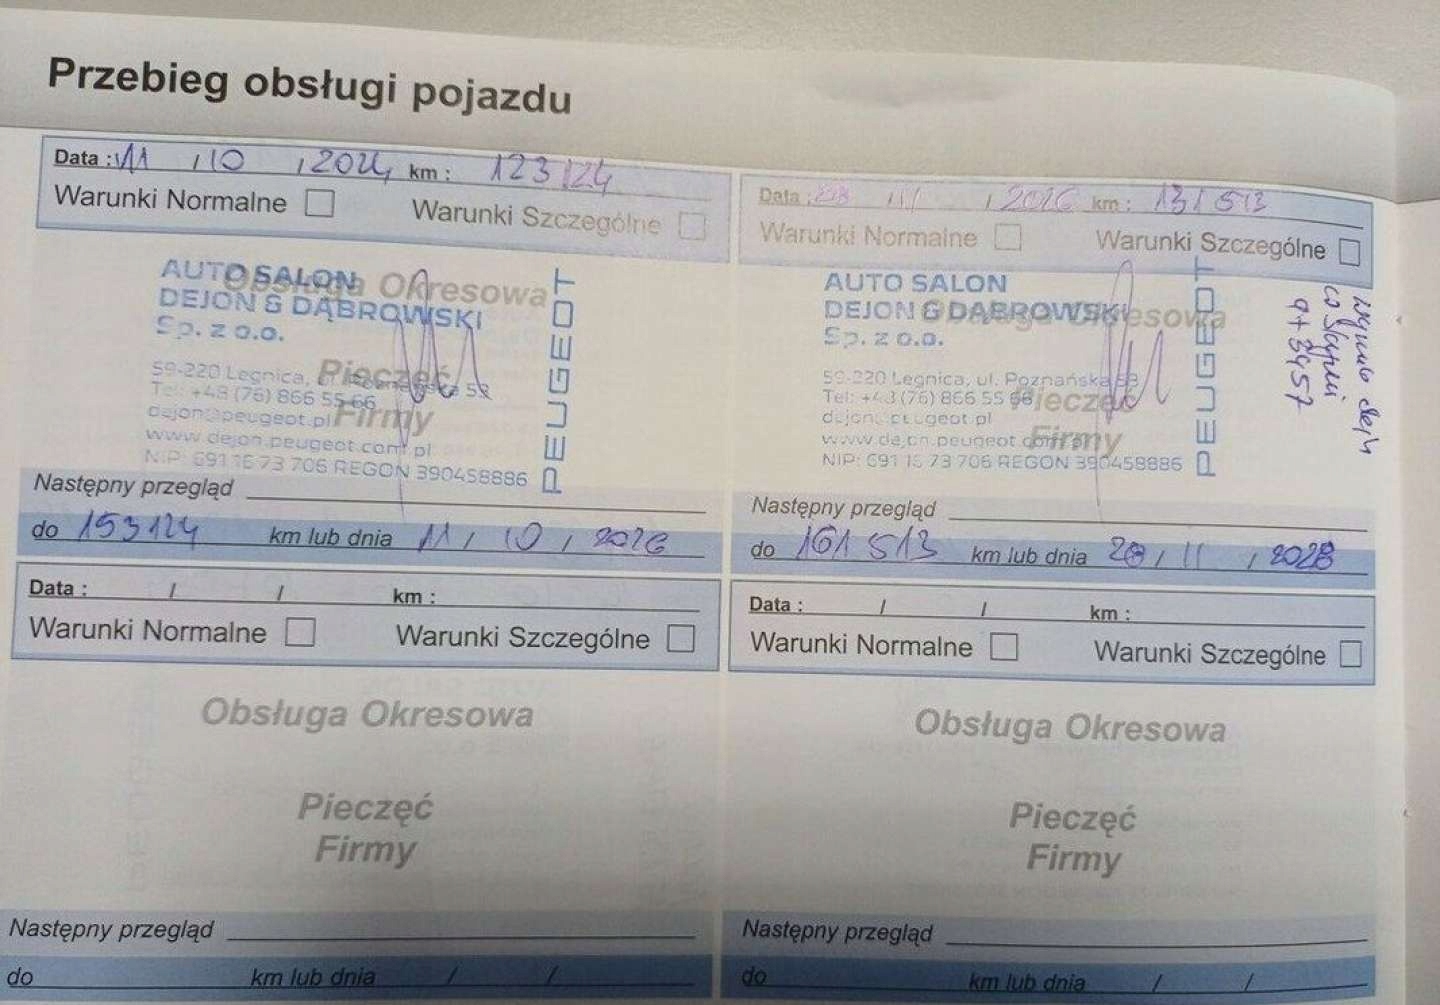 Przebieg obsługi pojazdu
Data : 11 / 10 / 2024 km : 123124
Warunki Normalne Warunki Szczególne
AUTO SALON
DEJON & DĄBROWSKI
Sp. z o.o.
59-220 Legnica, ul. Poznańska 58
Tel: +48 (76) 866 55 66
dejon@peugeot.pl
www.dejon.peugeot.com.pl
NIP: 691 16 73 706 REGON 390458886
PEUGEOT
Obsługa Okresowa
Pieczęć
Firmy
Następny przegląd
do 153124 km lub dnia 11 / 10 / 2026
Data : 28 / 11 / 2026 km : 131513
Warunki Normalne Warunki Szczególne
AUTO SALON
DEJON & DĄBROWSKI
Sp. z o.o.
59-220 Legnica, ul. Poznańska 58
Tel: +48 (76) 866 55 66
dejon@peugeot.pl
www.dejon.peugeot.com.pl
NIP: 691 16 73 706 REGON 390458886
PEUGEOT
Obsługa Okresowa
Pieczęć
Firmy
Następny przegląd
do 161513 km lub dnia 28 / 11 / 2028
Data : / / km :
Warunki Normalne Warunki Szczególne
Obsługa Okresowa
Pieczęć
Firmy
Następny przegląd
do km lub dnia / /
Data : / / km :
Warunki Normalne Warunki Szczególne
Obsługa Okresowa
Pieczęć
Firmy
Następny przegląd
do km lub dnia / /